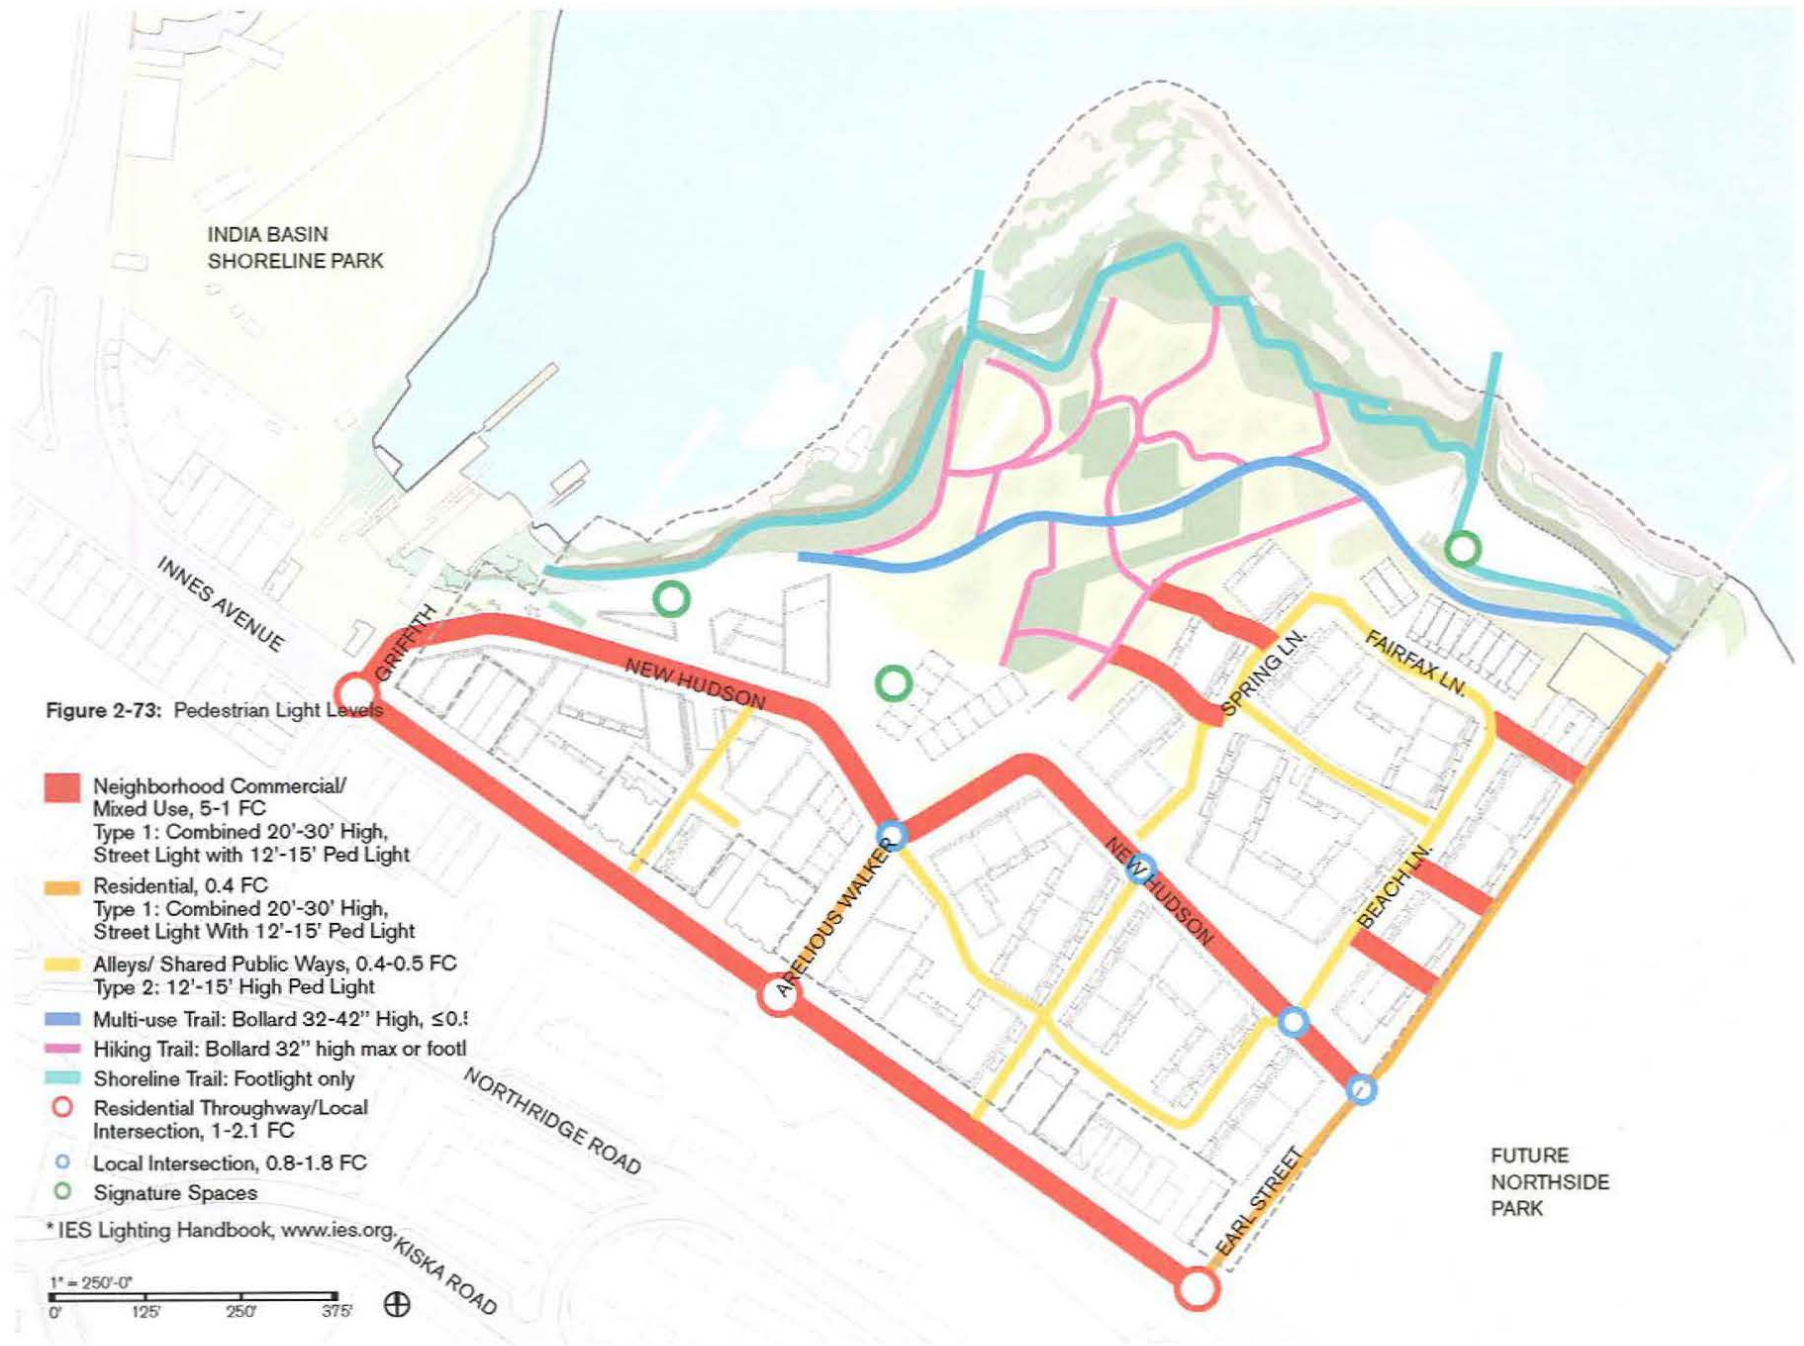 INDIA BASIN
SHORELINE PARK
INNES AVENUE
GRIFFITH
NEW HUDSON
SPRING LN.
FAIRFAX LN.
BEACH LN.
NEW HUDSON
ARELIOUS WALKER
EARL STREET
NORTHRIDGE ROAD
KISKA ROAD
FUTURE
NORTHSIDE
PARK
Figure 2-73: Pedestrian Light Levels
Neighborhood Commercial/
Mixed Use, 5-1 FC
Type 1: Combined 20'-30' High,
Street Light with 12'-15' Ped Light
Residential, 0.4 FC
Type 1: Combined 20'-30' High,
Street Light With 12'-15' Ped Light
Alleys/ Shared Public Ways, 0.4-0.5 FC
Type 2: 12'-15' High Ped Light
Multi-use Trail: Bollard 32-42" High,
Hiking Trail: Bollard 32" high max or
Shoreline Trail: Footlight only
Residential Throughway/Local
Intersection, 1-2.1 FC
Local Intersection, 0.8-1.8 FC
Signature Spaces
* IES Lighting Handbook, www.ies.org.
1" = 250'-0"
0' 125' 250' 375'